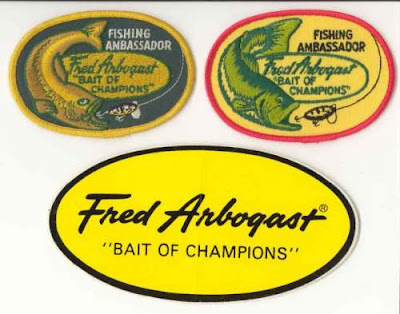 FISHING
AMBASSADOR
Fred Arbogast
"BAIT OF
CHAMPIONS"
FISHING
AMBASSADOR
Fred Arbogast
"BAIT OF
CHAMPIONS"
Fred Arbogast®
"BAIT OF CHAMPIONS"